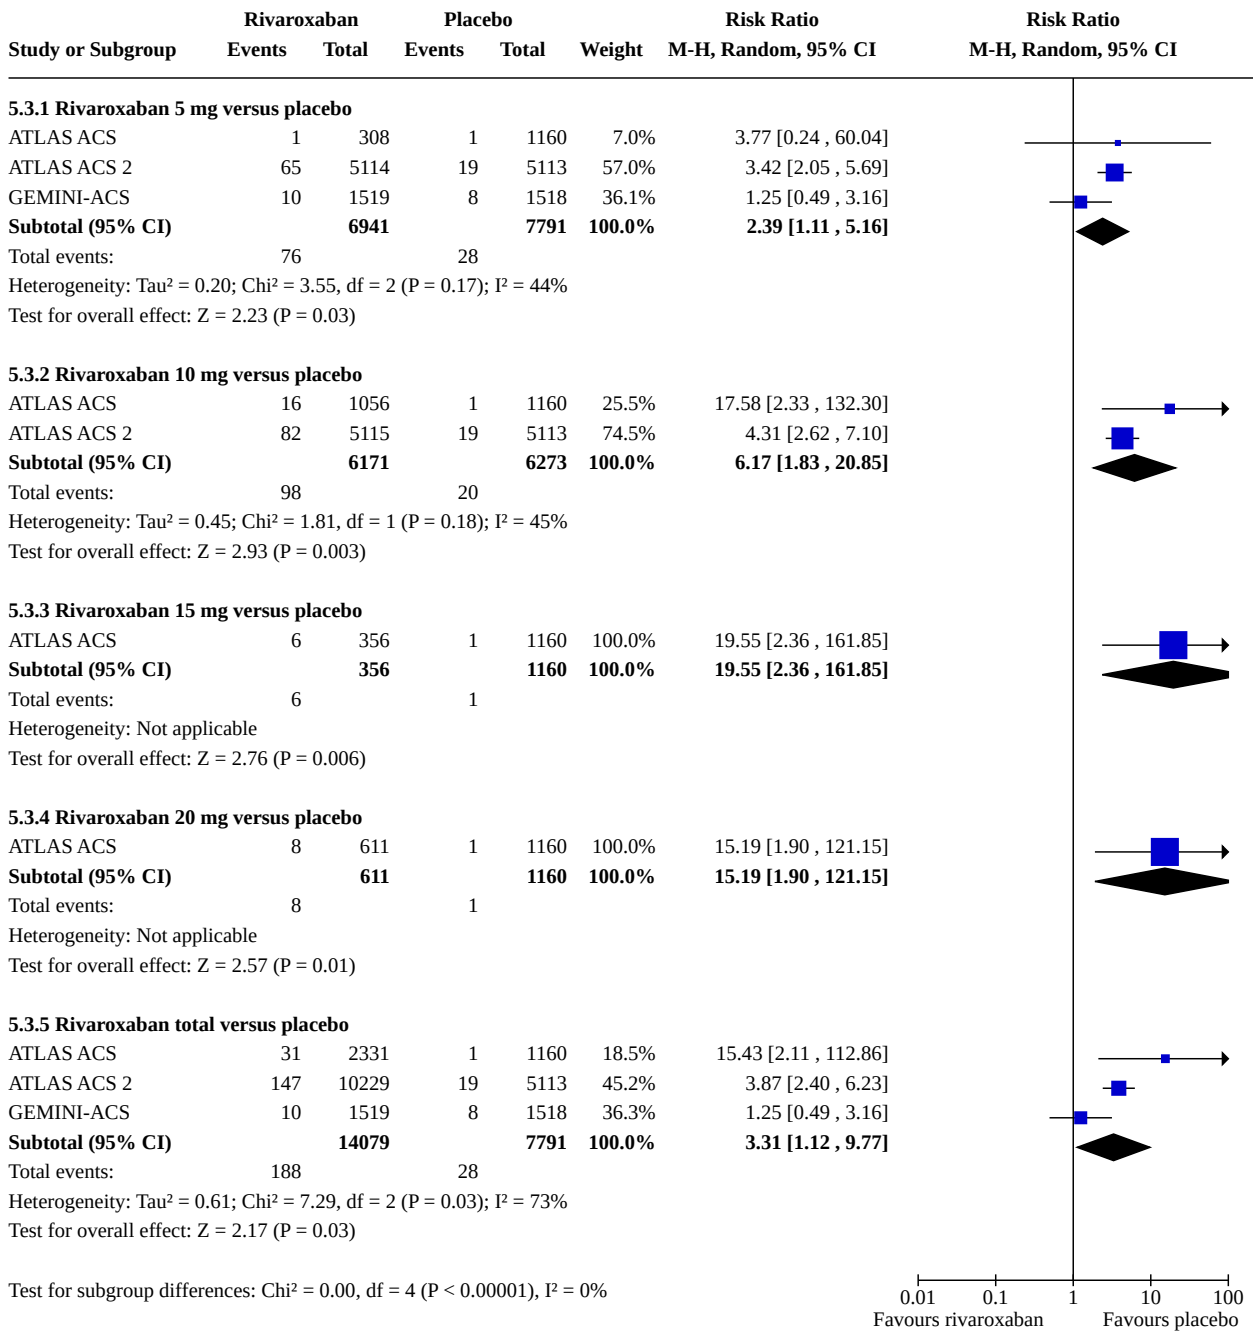 Rivaroxaban Placebo Risk Ratio Risk Ratio
Study or Subgroup Events Total Events Total Weight M-H, Random, 95% CI M-H, Random, 95% CI
5.3.1 Rivaroxaban 5 mg versus placebo
ATLAS ACS 1 308 1 1160 7.0% 3.77 [0.24 , 60.04]
ATLAS ACS 2 65 5114 19 5113 57.0% 3.42 [2.05 , 5.69]
GEMINI-ACS 10 1519 8 1518 36.1% 1.25 [0.49 , 3.16]
Subtotal (95% CI) 6941 7791 100.0% 2.39 [1.11 , 5.16]
Total events: 76 28
Heterogeneity: Tau² = 0.20; Chi² = 3.55, df = 2 (P = 0.17); I² = 44%
Test for overall effect: Z = 2.23 (P = 0.03)
5.3.2 Rivaroxaban 10 mg versus placebo
ATLAS ACS 16 1056 1 1160 25.5% 17.58 [2.33 , 132.30]
ATLAS ACS 2 82 5115 19 5113 74.5% 4.31 [2.62 , 7.10]
Subtotal (95% CI) 6171 6273 100.0% 6.17 [1.83 , 20.85]
Total events: 98 20
Heterogeneity: Tau² = 0.45; Chi² = 1.81, df = 1 (P = 0.18); I² = 45%
Test for overall effect: Z = 2.93 (P = 0.003)
5.3.3 Rivaroxaban 15 mg versus placebo
ATLAS ACS 6 356 1 1160 100.0% 19.55 [2.36 , 161.85]
Subtotal (95% CI) 356 1160 100.0% 19.55 [2.36 , 161.85]
Total events: 6 1
Heterogeneity: Not applicable
Test for overall effect: Z = 2.76 (P = 0.006)
5.3.4 Rivaroxaban 20 mg versus placebo
ATLAS ACS 8 611 1 1160 100.0% 15.19 [1.90 , 121.15]
Subtotal (95% CI) 611 1160 100.0% 15.19 [1.90 , 121.15]
Total events: 8 1
Heterogeneity: Not applicable
Test for overall effect: Z = 2.57 (P = 0.01)
5.3.5 Rivaroxaban total versus placebo
ATLAS ACS 31 2331 1 1160 18.5% 15.43 [2.11 , 112.86]
ATLAS ACS 2 147 10229 19 5113 45.2% 3.87 [2.40 , 6.23]
GEMINI-ACS 10 1519 8 1518 36.3% 1.25 [0.49 , 3.16]
Subtotal (95% CI) 14079 7791 100.0% 3.31 [1.12 , 9.77]
Total events: 188 28
Heterogeneity: Tau² = 0.61; Chi² = 7.29, df = 2 (P = 0.03); I² = 73%
Test for overall effect: Z = 2.17 (P = 0.03)
Test for subgroup differences: Chi² = 0.00, df = 4 (P < 0.00001), I² = 0%
0.01 0.1 1 10 100
Favours rivaroxaban Favours placebo